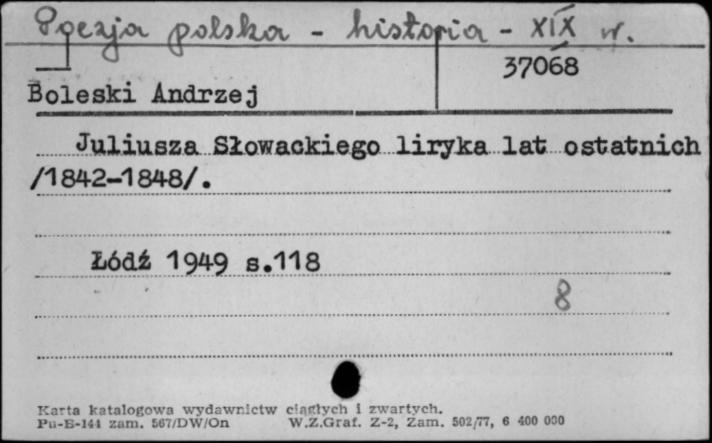 Poezja polska - historia - XIX w.
37068
Boleski Andrzej
Juliusza Słowackiego liryka lat ostatnich
/1842-1848/.
Łódź 1949 s.118
8
Karta katalogowa wydawnictw ciągłych i zwartych.
Pu-B-144 zam. 567/DW/On W.Z.Graf. Z-2, Zam. 502/77, 6 400 000